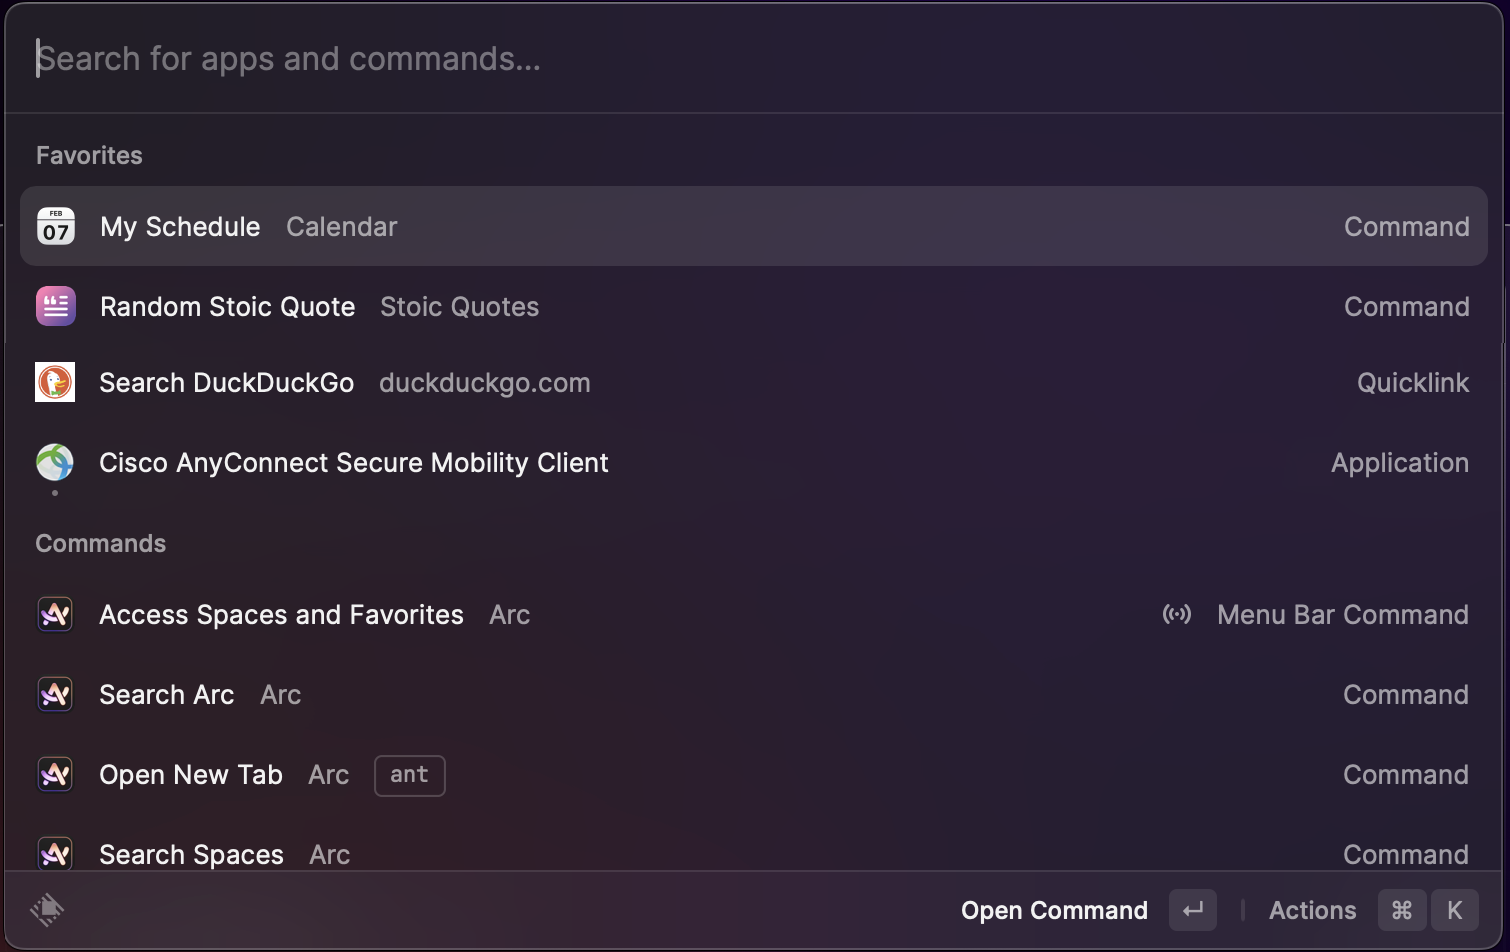 Search for apps and commands...
Favorites
FEB
07
My Schedule Calendar Command
Random Stoic Quote Stoic Quotes Command
Search DuckDuckGo duckduckgo.com Quicklink
Cisco AnyConnect Secure Mobility Client Application
Commands
Access Spaces and Favorites Arc Menu Bar Command
Search Arc Arc Command
Open New Tab Arc ant Command
Search Spaces Arc Command
Open Command ↵ | Actions ⌘ K